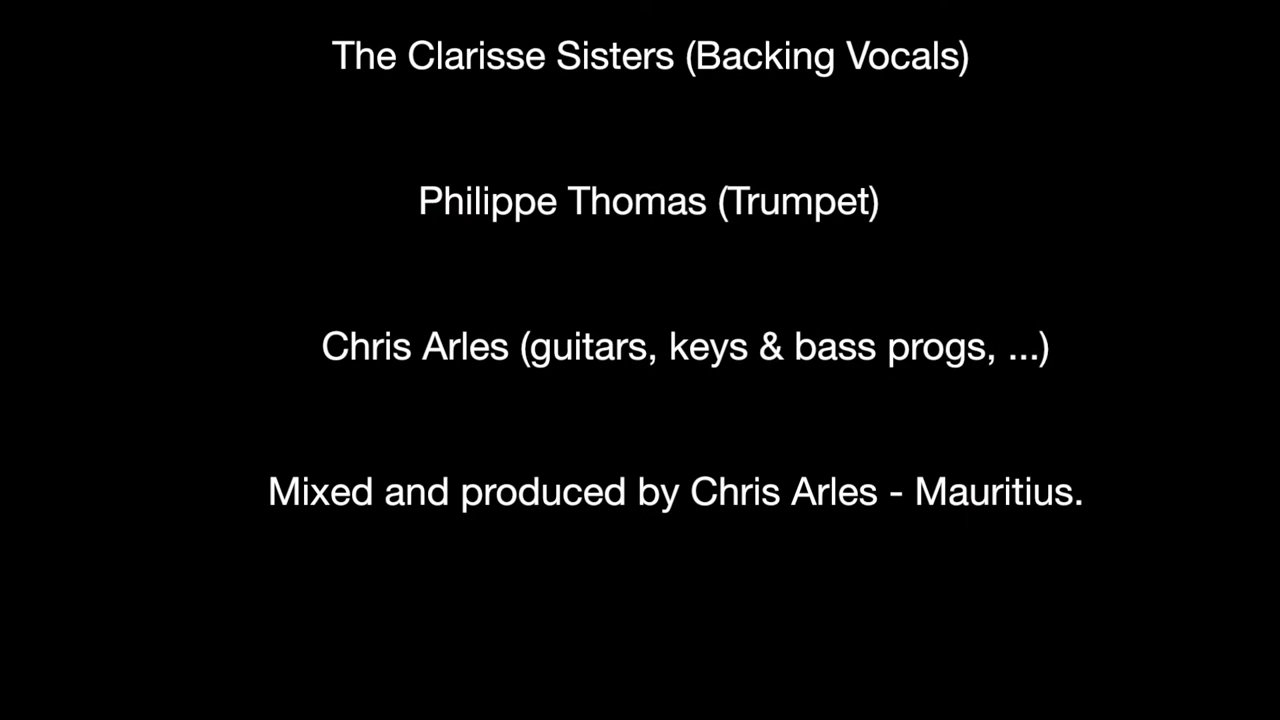 The Clarisse Sisters (Backing Vocals)
Philippe Thomas (Trumpet)
Chris Arles (guitars, keys & bass progs, ...)
Mixed and produced by Chris Arles - Mauritius.